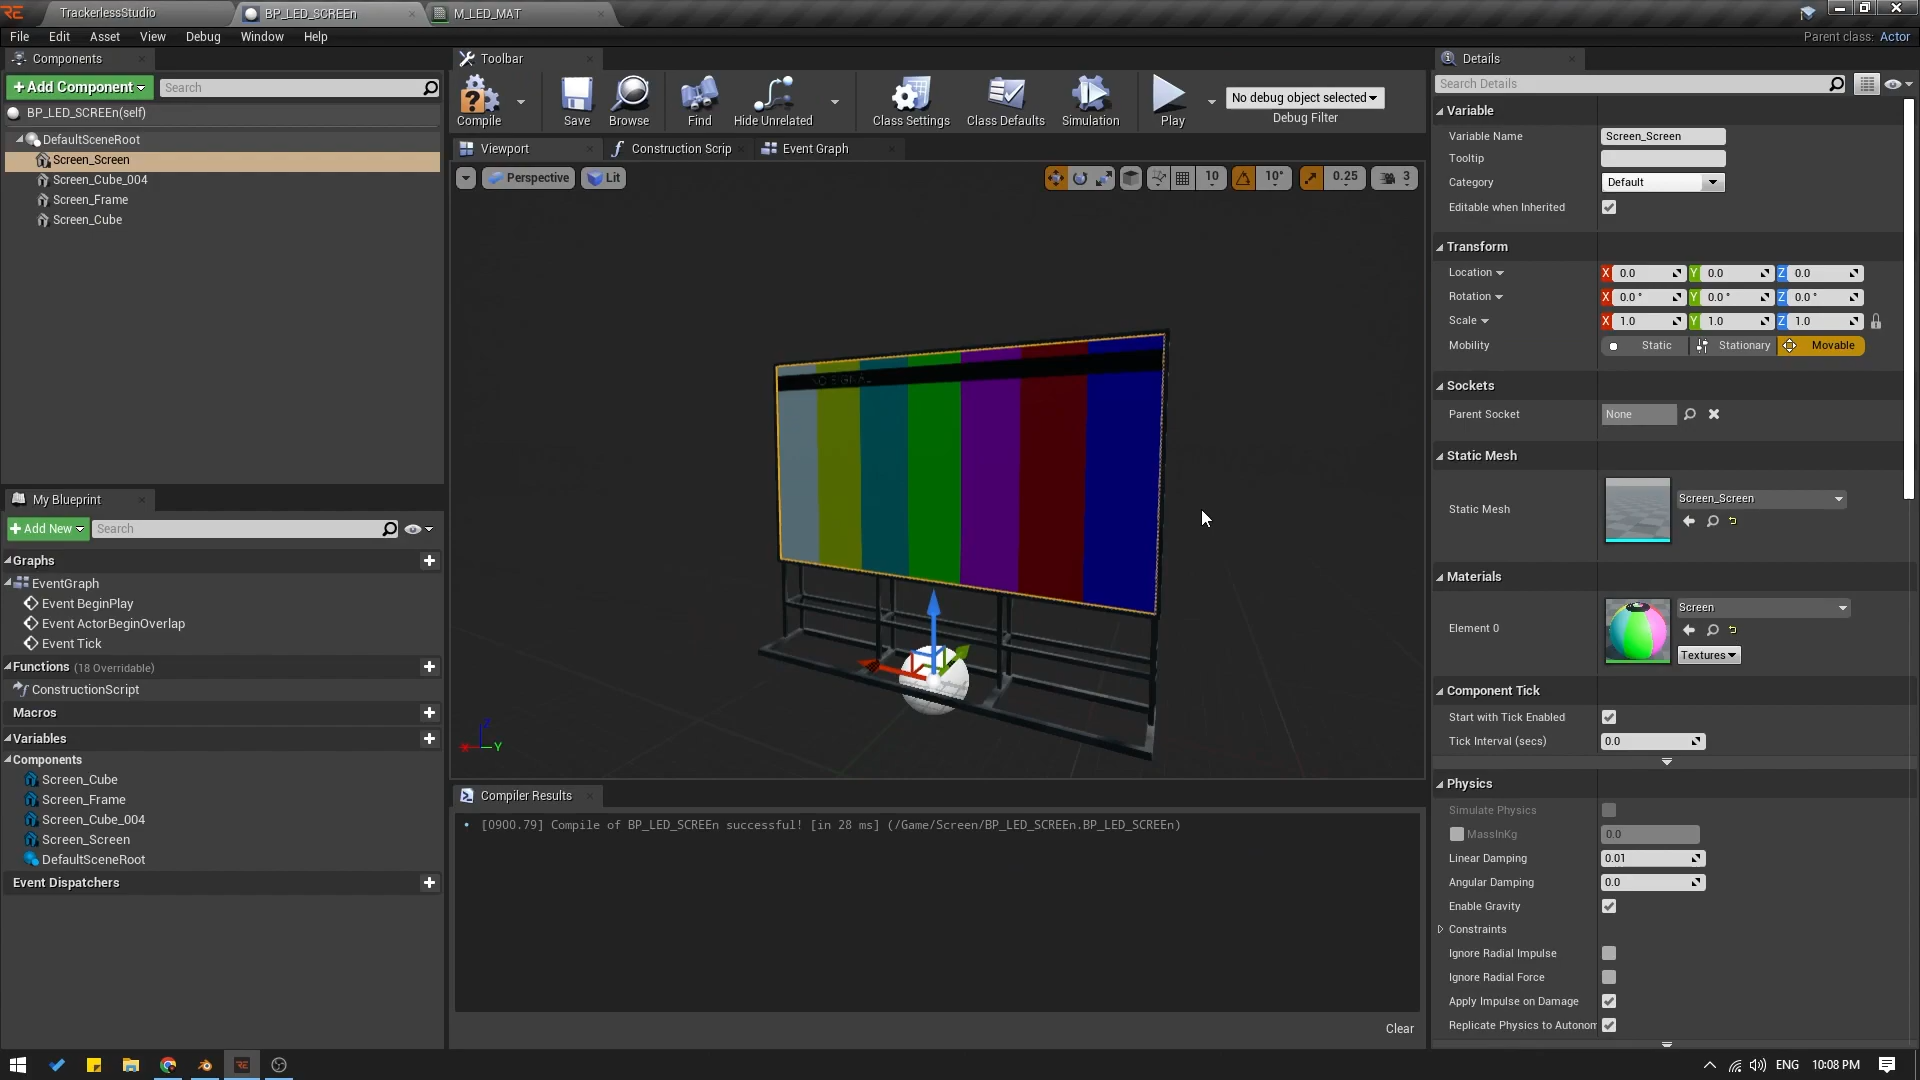 TrackerlessStudio
BP_LED_SCREEn
M_LED_MAT
File Edit Asset View Debug Window Help
Parent class: Actor
Components
Toolbar
Details
+Add Component
Search
Compile
Save
Browse
Find
Hide Unrelated
Class Settings
Class Defaults
Simulation
Play
No debug object selected
Debug Filter
Search Details
BP_LED_SCREEn(self)
DefaultSceneRoot
Screen_Screen
Screen_Cube_004
Screen_Frame
Screen_Cube
Viewport
Construction Scrip
Event Graph
Perspective
Lit
10
10°
0.25
3
X
Y
Variable
Variable Name Screen_Screen
Tooltip
Category Default
Editable when Inherited
Transform
Location X 0.0 Y 0.0 Z 0.0
Rotation X 0.0 ° Y 0.0 ° Z 0.0 °
Scale X 1.0 Y 1.0 Z 1.0
Mobility Static Stationary Movable
Sockets
Parent Socket None
Static Mesh
Static Mesh Screen_Screen
Materials
Element 0 Screen
Textures
Component Tick
Start with Tick Enabled
Tick Interval (secs) 0.0
Physics
Simulate Physics
MassInKg 0.0
Linear Damping 0.01
Angular Damping 0.0
Enable Gravity
Constraints
Ignore Radial Impulse
Ignore Radial Force
Apply Impulse on Damage
Replicate Physics to Autonom
My Blueprint
+Add New
Search
Graphs
EventGraph
Event BeginPlay
Event ActorBeginOverlap
Event Tick
Functions (18 Overridable)
ConstructionScript
Macros
Variables
Components
Screen_Cube
Screen_Frame
Screen_Cube_004
Screen_Screen
DefaultSceneRoot
Event Dispatchers
Compiler Results
[0900.79] Compile of BP_LED_SCREEn successful! [in 28 ms] (/Game/Screen/BP_LED_SCREEn.BP_LED_SCREEn)
Clear
ENG 10:08 PM